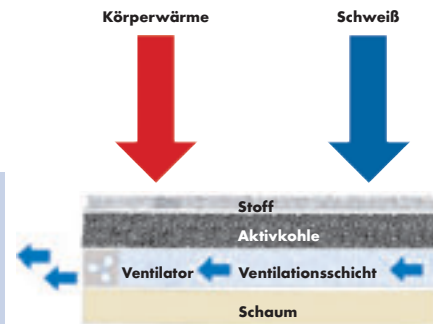 Körperwärme Schweiß
Stoff
Aktivkohle
Ventilator Ventilationsschicht
Schaum